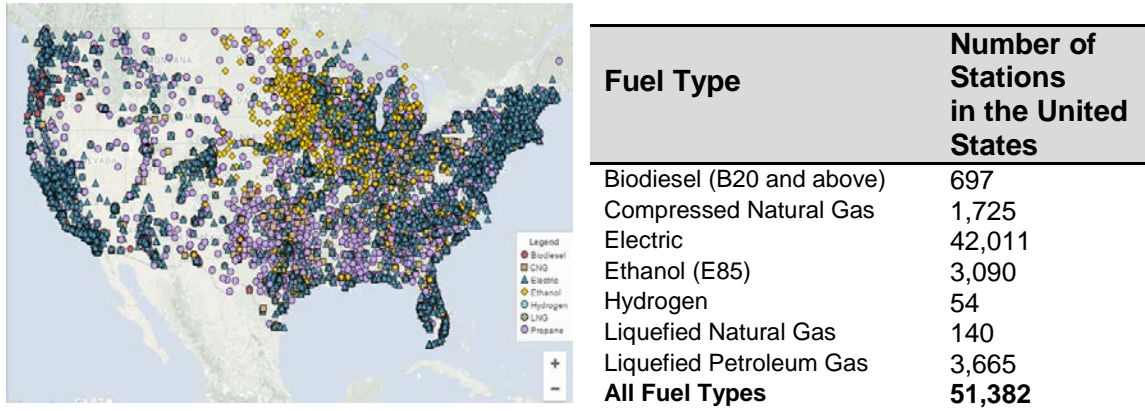 MONTANA
NEVADA
Legend
Biodiesel
CNG
Electric
Ethanol
Hydrogen
LNG
Propane
+
−
Fuel Type
Number of
Stations
in the United
States
Biodiesel (B20 and above) 697
Compressed Natural Gas 1,725
Electric 42,011
Ethanol (E85) 3,090
Hydrogen 54
Liquefied Natural Gas 140
Liquefied Petroleum Gas 3,665
All Fuel Types 51,382